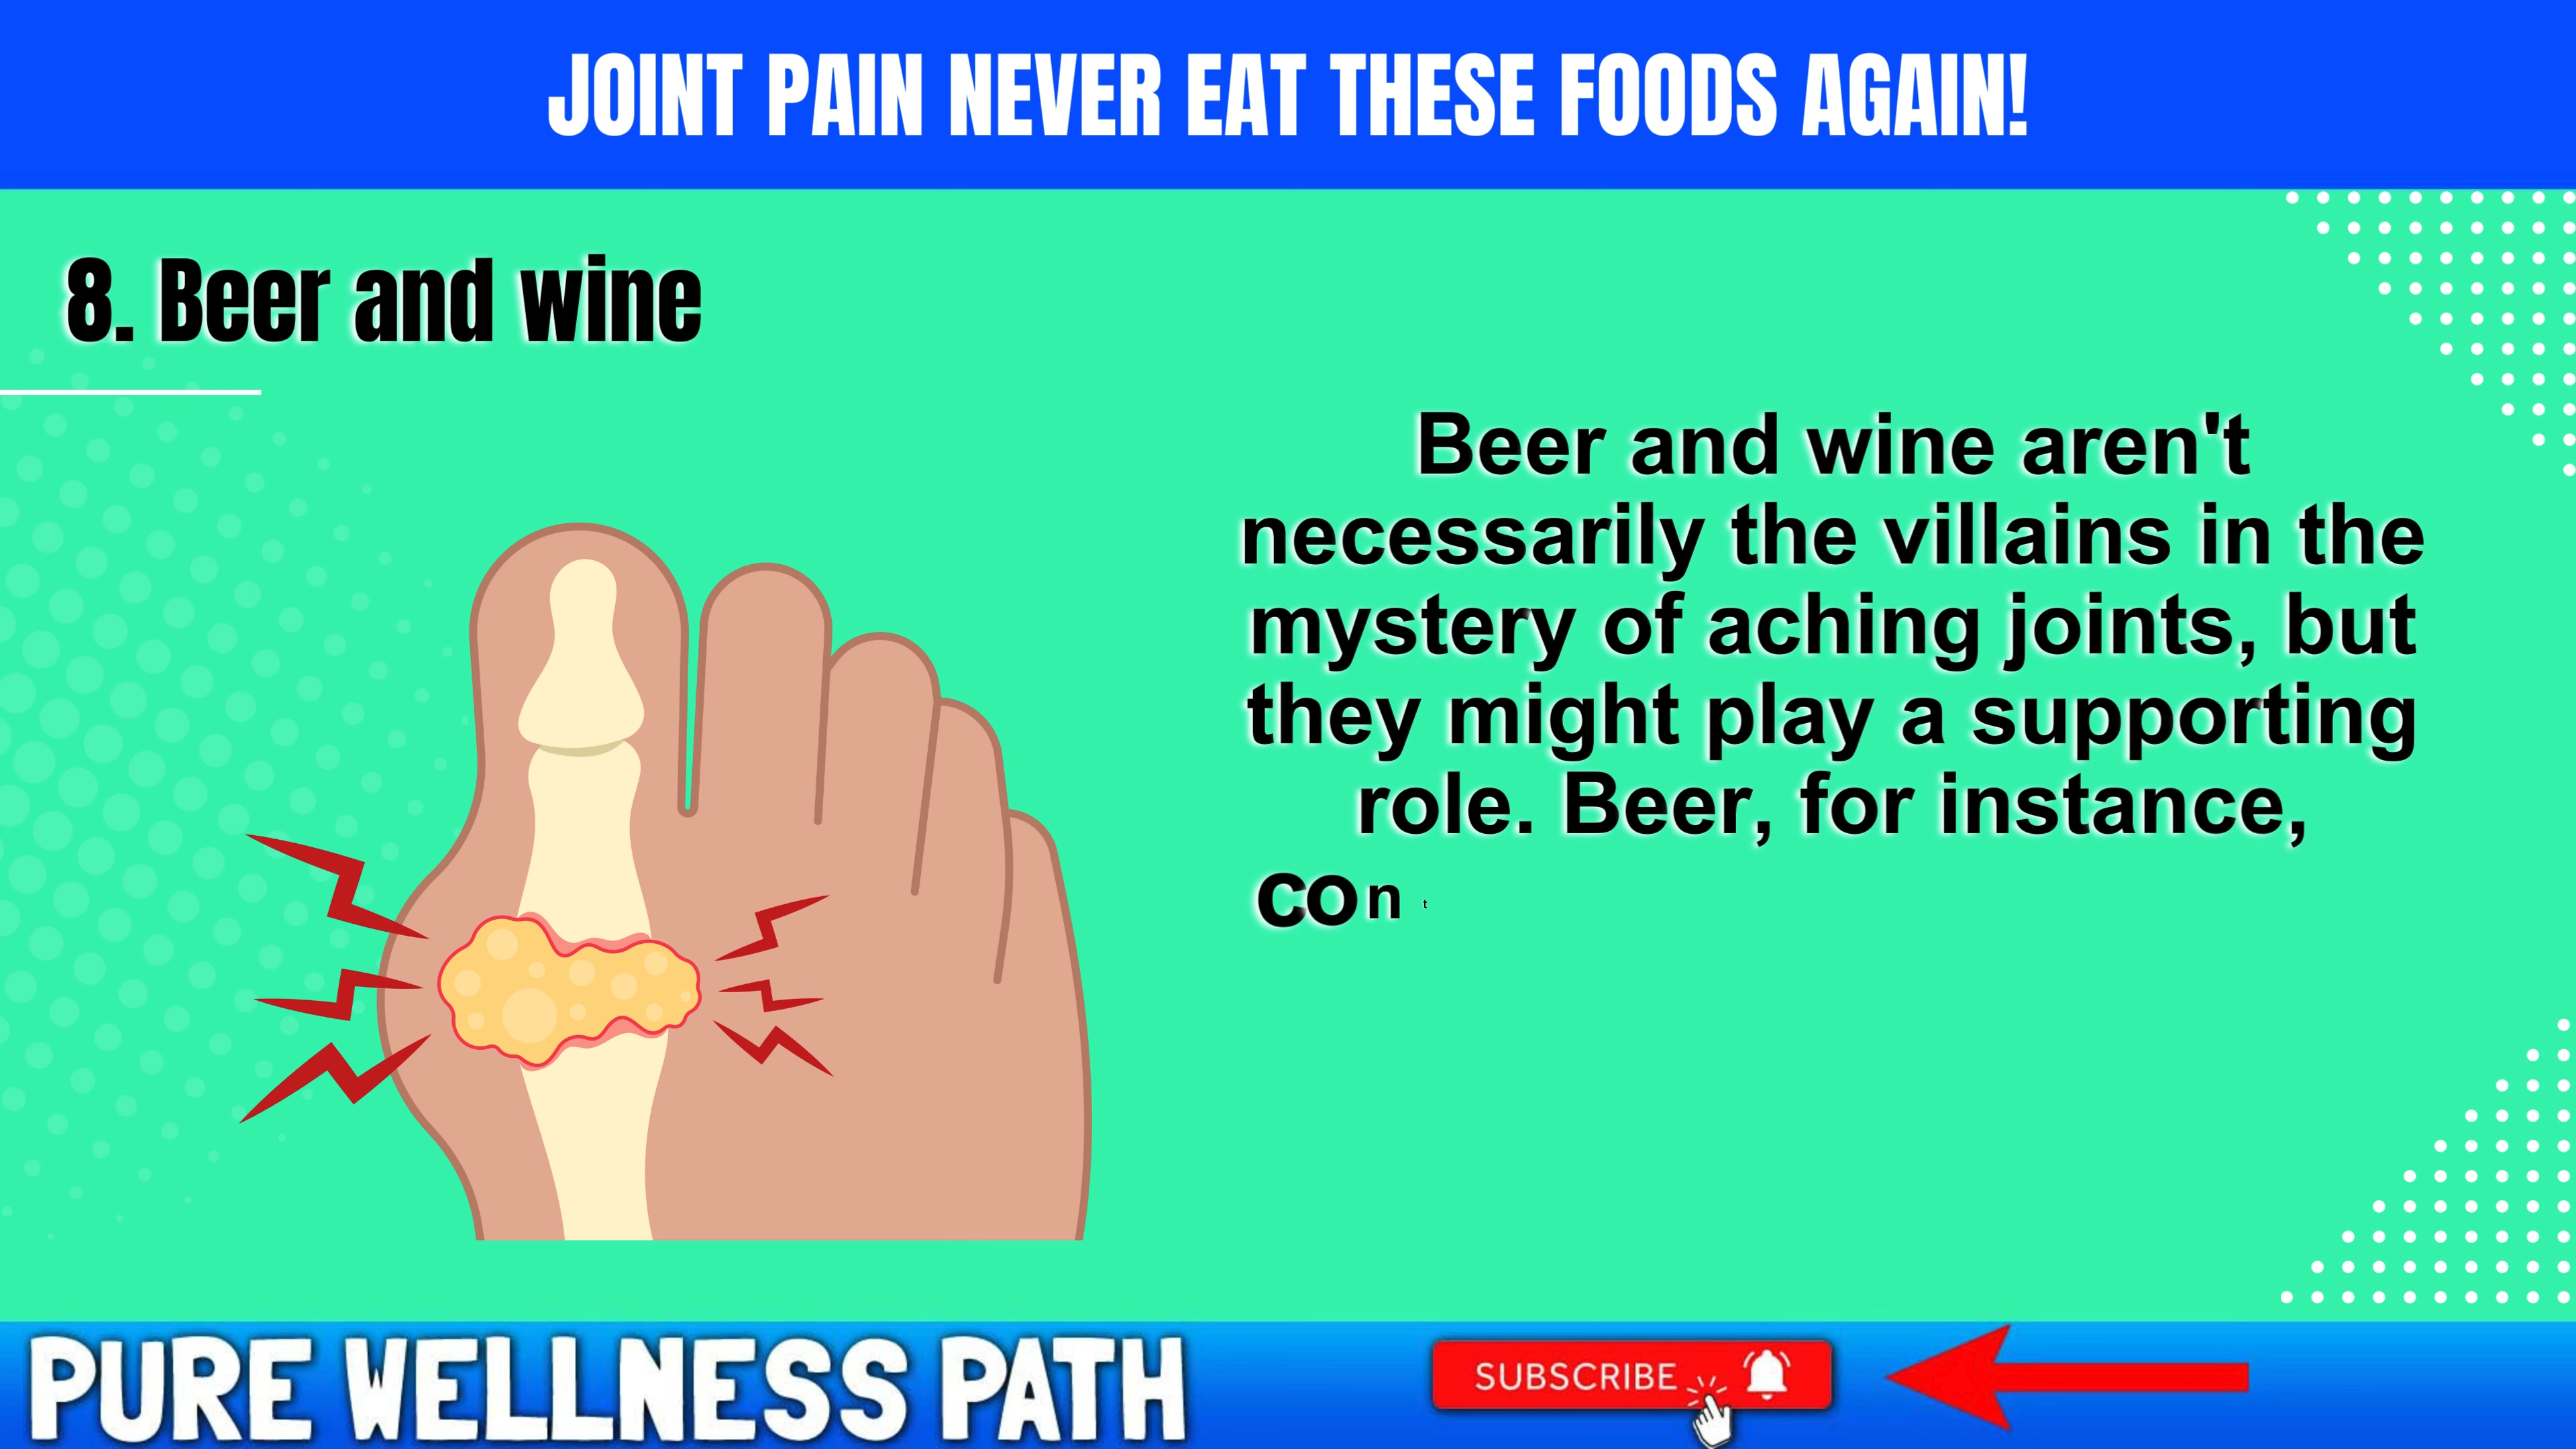 JOINT PAIN NEVER EAT THESE FOODS AGAIN!
8. Beer and wine
Beer and wine aren't
necessarily the villains in the
mystery of aching joints, but
they might play a supporting
role. Beer, for instance,
cont
PURE WELLNESS PATH
SUBSCRIBE